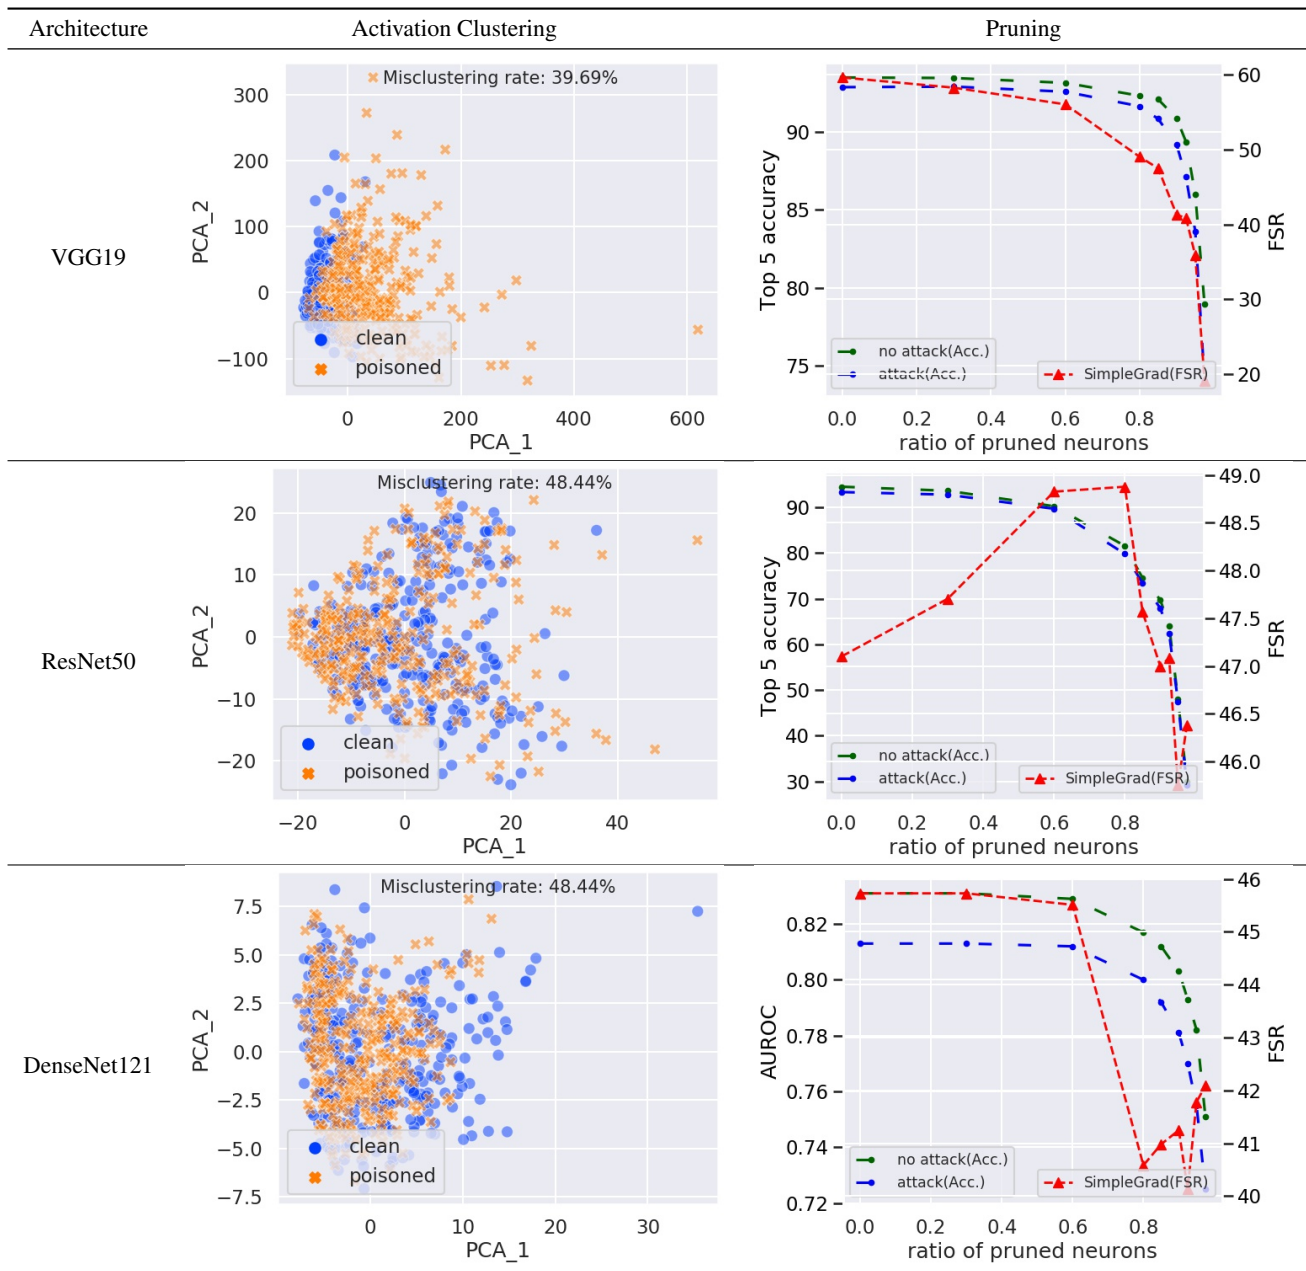 Architecture Activation Clustering Pruning
VGG19
Misclustering rate: 39.69%
300
200
100
0
−100
PCA_2
clean
poisoned
0 200 400 600
PCA_1
90
85
80
75
Top 5 accuracy
60
50
40
30
20
FSR
no attack(Acc.)
attack(Acc.)
SimpleGrad(FSR)
0.0 0.2 0.4 0.6 0.8
ratio of pruned neurons
ResNet50
Misclustering rate: 48.44%
20
10
0
−10
−20
PCA_2
clean
poisoned
−20 0 20 40
PCA_1
90
80
70
60
50
40
30
Top 5 accuracy
49.0
48.5
48.0
47.5
47.0
46.5
46.0
FSR
no attack(Acc.)
attack(Acc.)
SimpleGrad(FSR)
0.0 0.2 0.4 0.6 0.8
ratio of pruned neurons
DenseNet121
Misclustering rate: 48.44%
7.5
5.0
2.5
0.0
−2.5
−5.0
−7.5
PCA_2
clean
poisoned
0 10 20 30
PCA_1
0.82
0.80
0.78
0.76
0.74
0.72
AUROC
46
45
44
43
42
41
40
FSR
no attack(Acc.)
attack(Acc.)
SimpleGrad(FSR)
0.0 0.2 0.4 0.6 0.8
ratio of pruned neurons